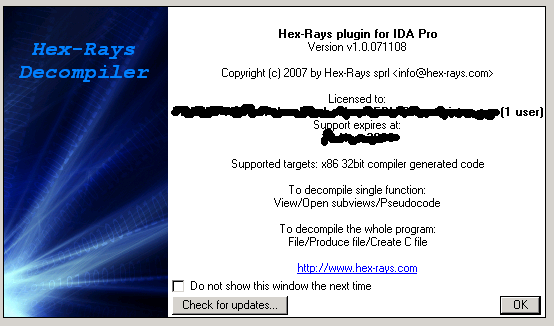 Hex-Rays
Decompiler
Hex-Rays plugin for IDA Pro
Version v1.0.071108
Copyright (c) 2007 by Hex-Rays sprl <info@hex-rays.com>
Licensed to:
(1 user)
Support expires at:
Supported targets: x86 32bit compiler generated code
To decompile single function:
View/Open subviews/Pseudocode
To decompile the whole program:
File/Produce file/Create C file
http://www.hex-rays.com
Do not show this window the next time
Check for updates... OK